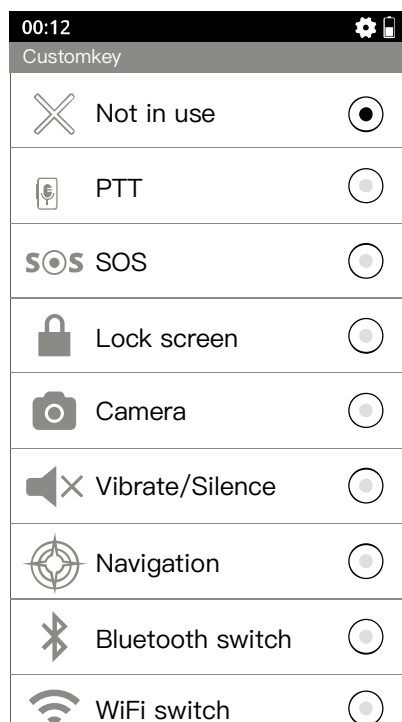 00:12
Customkey
Not in use
PTT
SOS SOS
Lock screen
Camera
Vibrate/Silence
Navigation
Bluetooth switch
WiFi switch